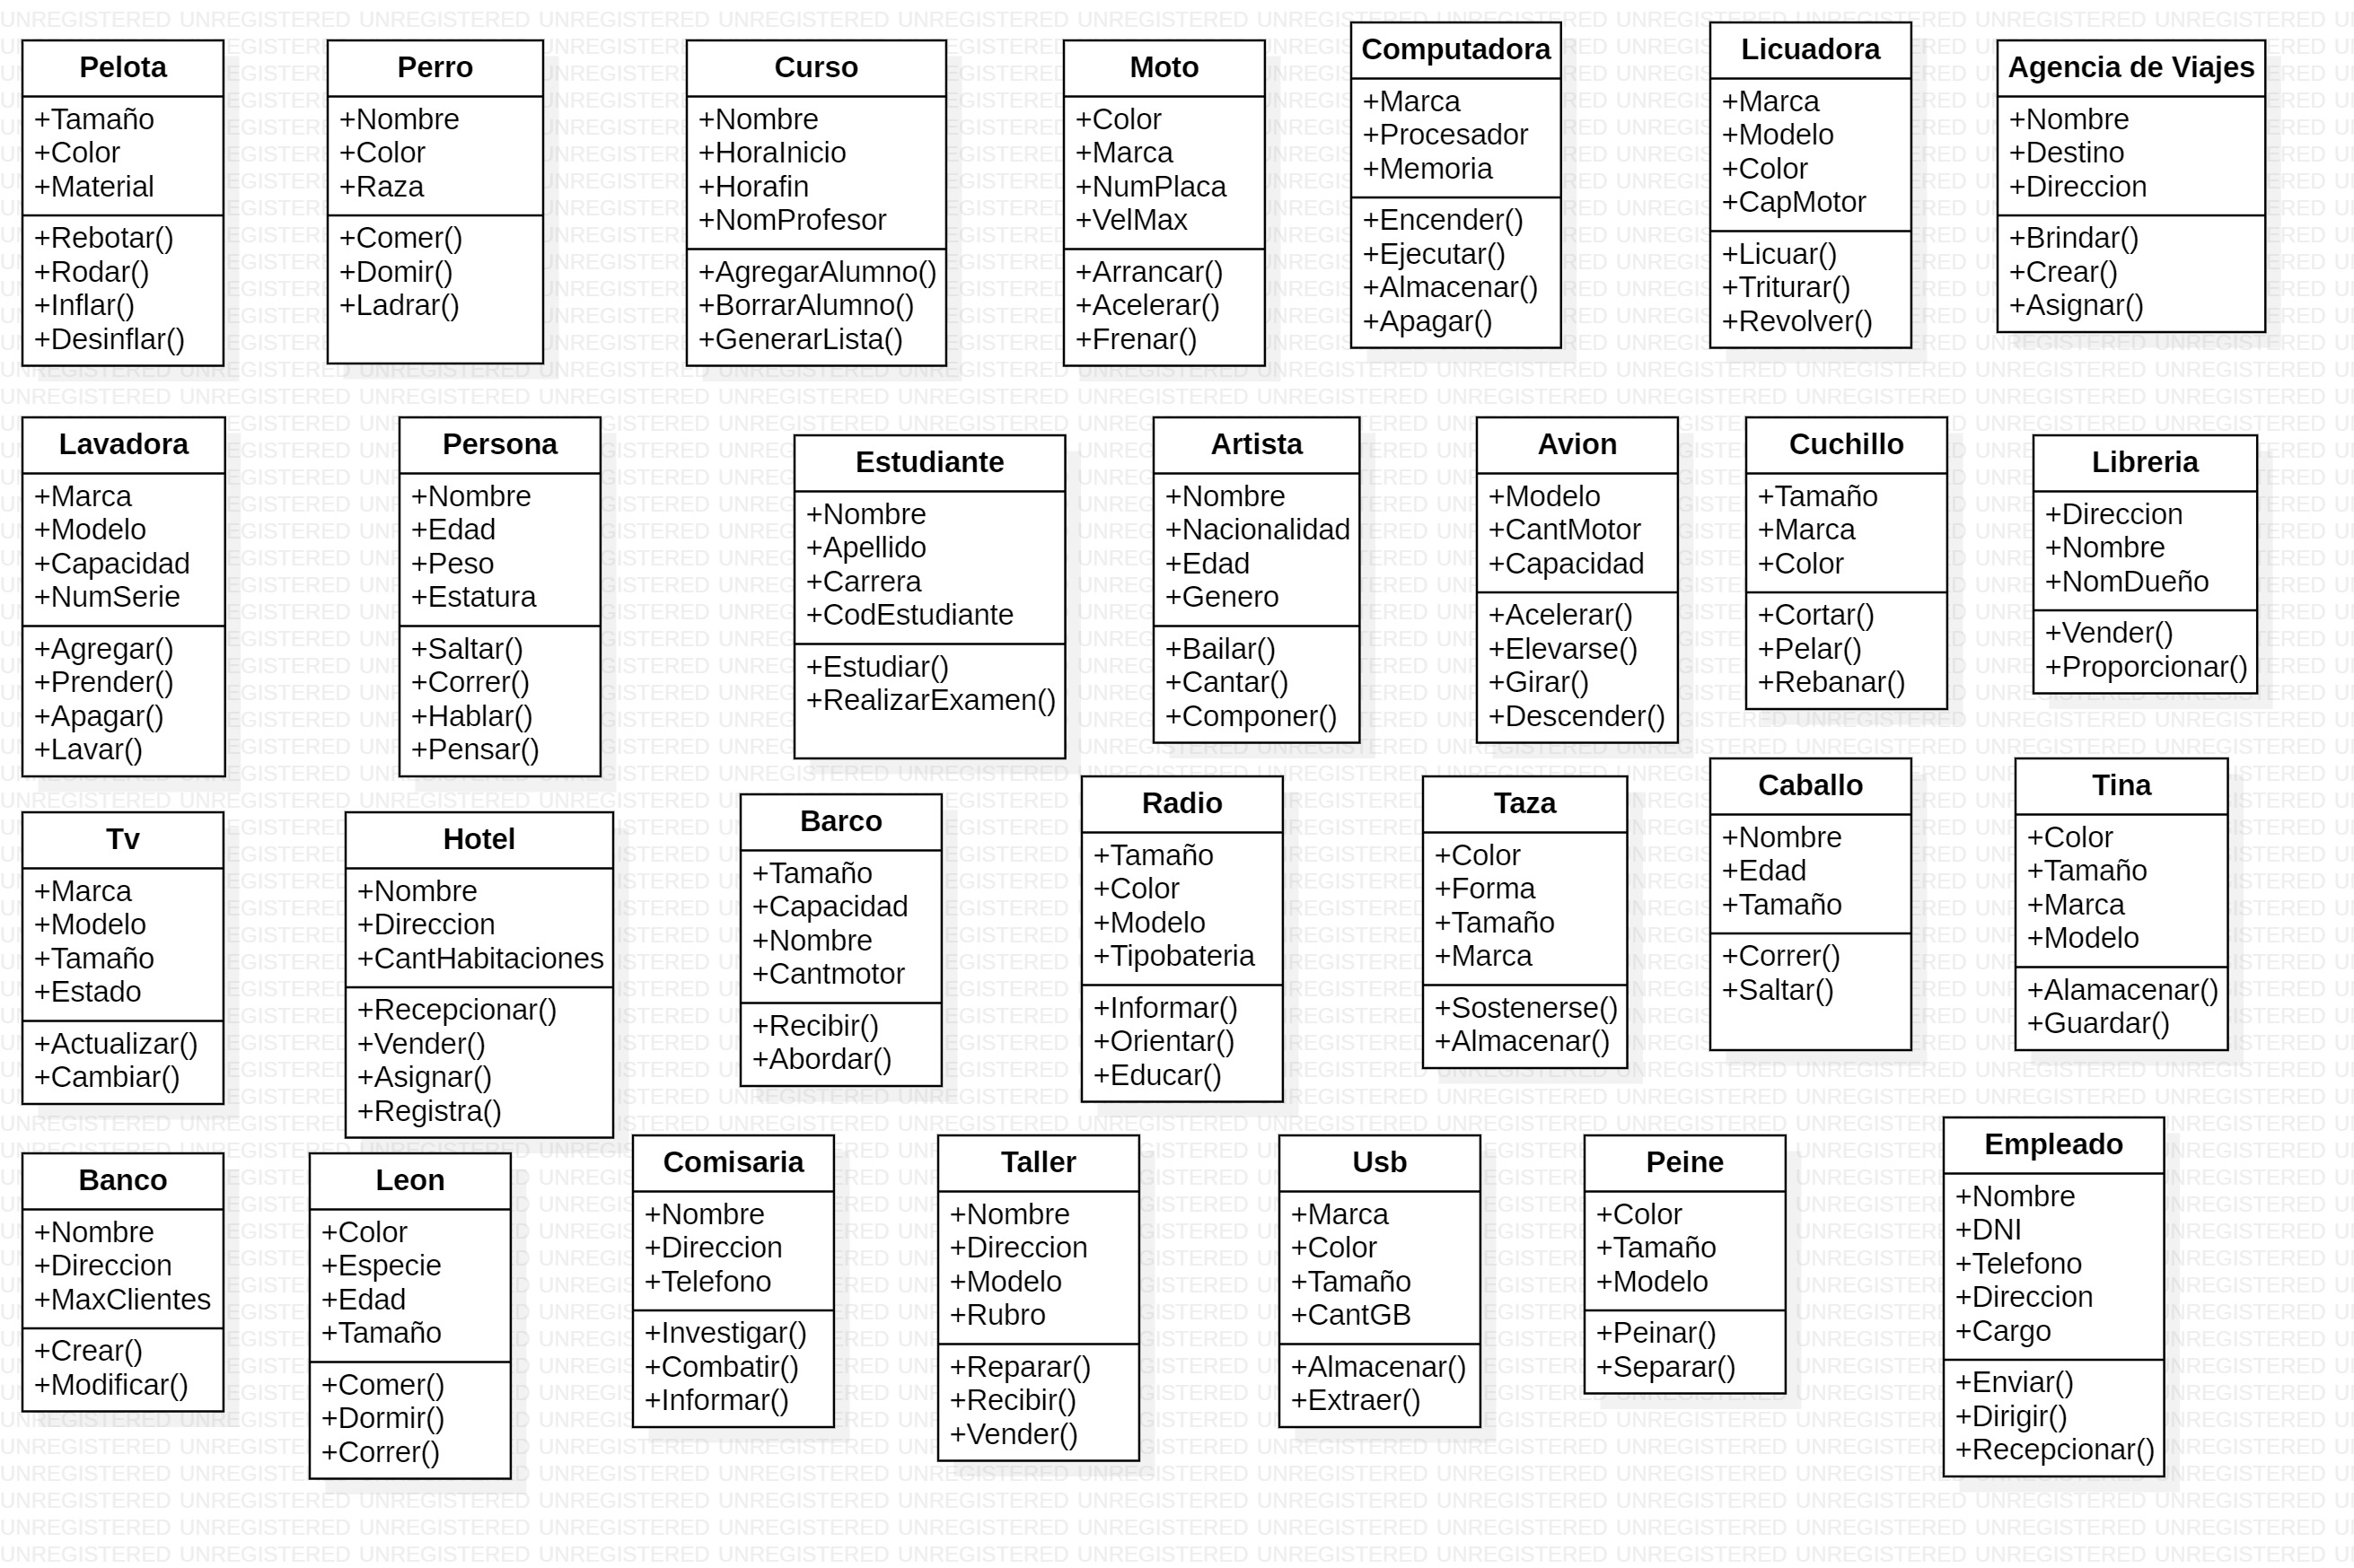 Pelota
+Tamaño
+Color
+Material
+Rebotar()
+Rodar()
+Inflar()
+Desinflar()
Perro
+Nombre
+Color
+Raza
+Comer()
+Domir()
+Ladrar()
Curso
+Nombre
+HoraInicio
+Horafin
+NomProfesor
+AgregarAlumno()
+BorrarAlumno()
+GenerarLista()
Moto
+Color
+Marca
+NumPlaca
+VelMax
+Arrancar()
+Acelerar()
+Frenar()
Computadora
+Marca
+Procesador
+Memoria
+Encender()
+Ejecutar()
+Almacenar()
+Apagar()
Licuadora
+Marca
+Modelo
+Color
+CapMotor
+Licuar()
+Triturar()
+Revolver()
Agencia de Viajes
+Nombre
+Destino
+Direccion
+Brindar()
+Crear()
+Asignar()
Lavadora
+Marca
+Modelo
+Capacidad
+NumSerie
+Agregar()
+Prender()
+Apagar()
+Lavar()
Persona
+Nombre
+Edad
+Peso
+Estatura
+Saltar()
+Correr()
+Hablar()
+Pensar()
Estudiante
+Nombre
+Apellido
+Carrera
+CodEstudiante
+Estudiar()
+RealizarExamen()
Artista
+Nombre
+Nacionalidad
+Edad
+Genero
+Bailar()
+Cantar()
+Componer()
Avion
+Modelo
+CantMotor
+Capacidad
+Acelerar()
+Elevarse()
+Girar()
+Descender()
Cuchillo
+Tamaño
+Marca
+Color
+Cortar()
+Pelar()
+Rebanar()
Libreria
+Direccion
+Nombre
+NomDueño
+Vender()
+Proporcionar()
Tv
+Marca
+Modelo
+Tamaño
+Estado
+Actualizar()
+Cambiar()
Hotel
+Nombre
+Direccion
+CantHabitaciones
+Recepcionar()
+Vender()
+Asignar()
+Registra()
Barco
+Tamaño
+Capacidad
+Nombre
+Cantmotor
+Recibir()
+Abordar()
Radio
+Tamaño
+Color
+Modelo
+Tipobateria
+Informar()
+Orientar()
+Educar()
Taza
+Color
+Forma
+Tamaño
+Marca
+Sostenerse()
+Almacenar()
Caballo
+Nombre
+Edad
+Tamaño
+Correr()
+Saltar()
Tina
+Color
+Tamaño
+Marca
+Modelo
+Alamacenar()
+Guardar()
Banco
+Nombre
+Direccion
+MaxClientes
+Crear()
+Modificar()
Leon
+Color
+Especie
+Edad
+Tamaño
+Comer()
+Dormir()
+Correr()
Comisaria
+Nombre
+Direccion
+Telefono
+Investigar()
+Combatir()
+Informar()
Taller
+Nombre
+Direccion
+Modelo
+Rubro
+Reparar()
+Recibir()
+Vender()
Usb
+Marca
+Color
+Tamaño
+CantGB
+Almacenar()
+Extraer()
Peine
+Color
+Tamaño
+Modelo
+Peinar()
+Separar()
Empleado
+Nombre
+DNI
+Telefono
+Direccion
+Cargo
+Enviar()
+Dirigir()
+Recepcionar()
UNREGISTERED